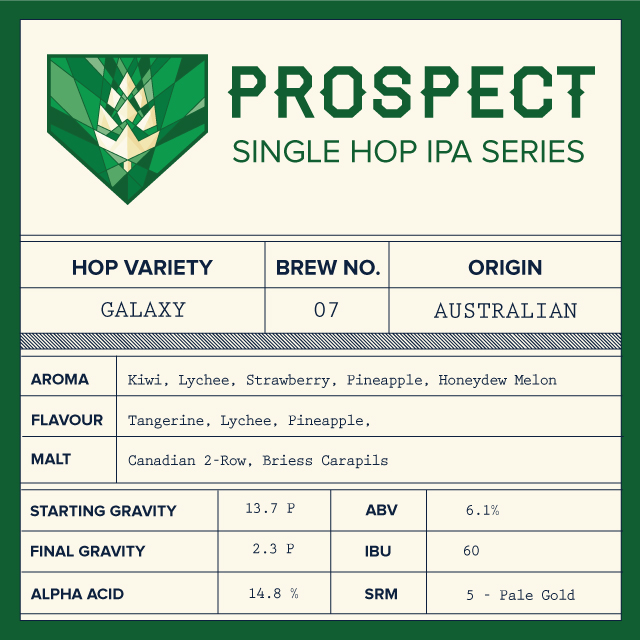 PROSPECT
SINGLE HOP IPA SERIES
HOP VARIETY BREW NO. ORIGIN
GALAXY 07 AUSTRALIAN
AROMA Kiwi, Lychee, Strawberry, Pineapple, Honeydew Melon
FLAVOUR Tangerine, Lychee, Pineapple,
MALT Canadian 2-Row, Briess Carapils
STARTING GRAVITY 13.7 P ABV 6.1%
FINAL GRAVITY 2.3 P IBU 60
ALPHA ACID 14.8 % SRM 5 - Pale Gold